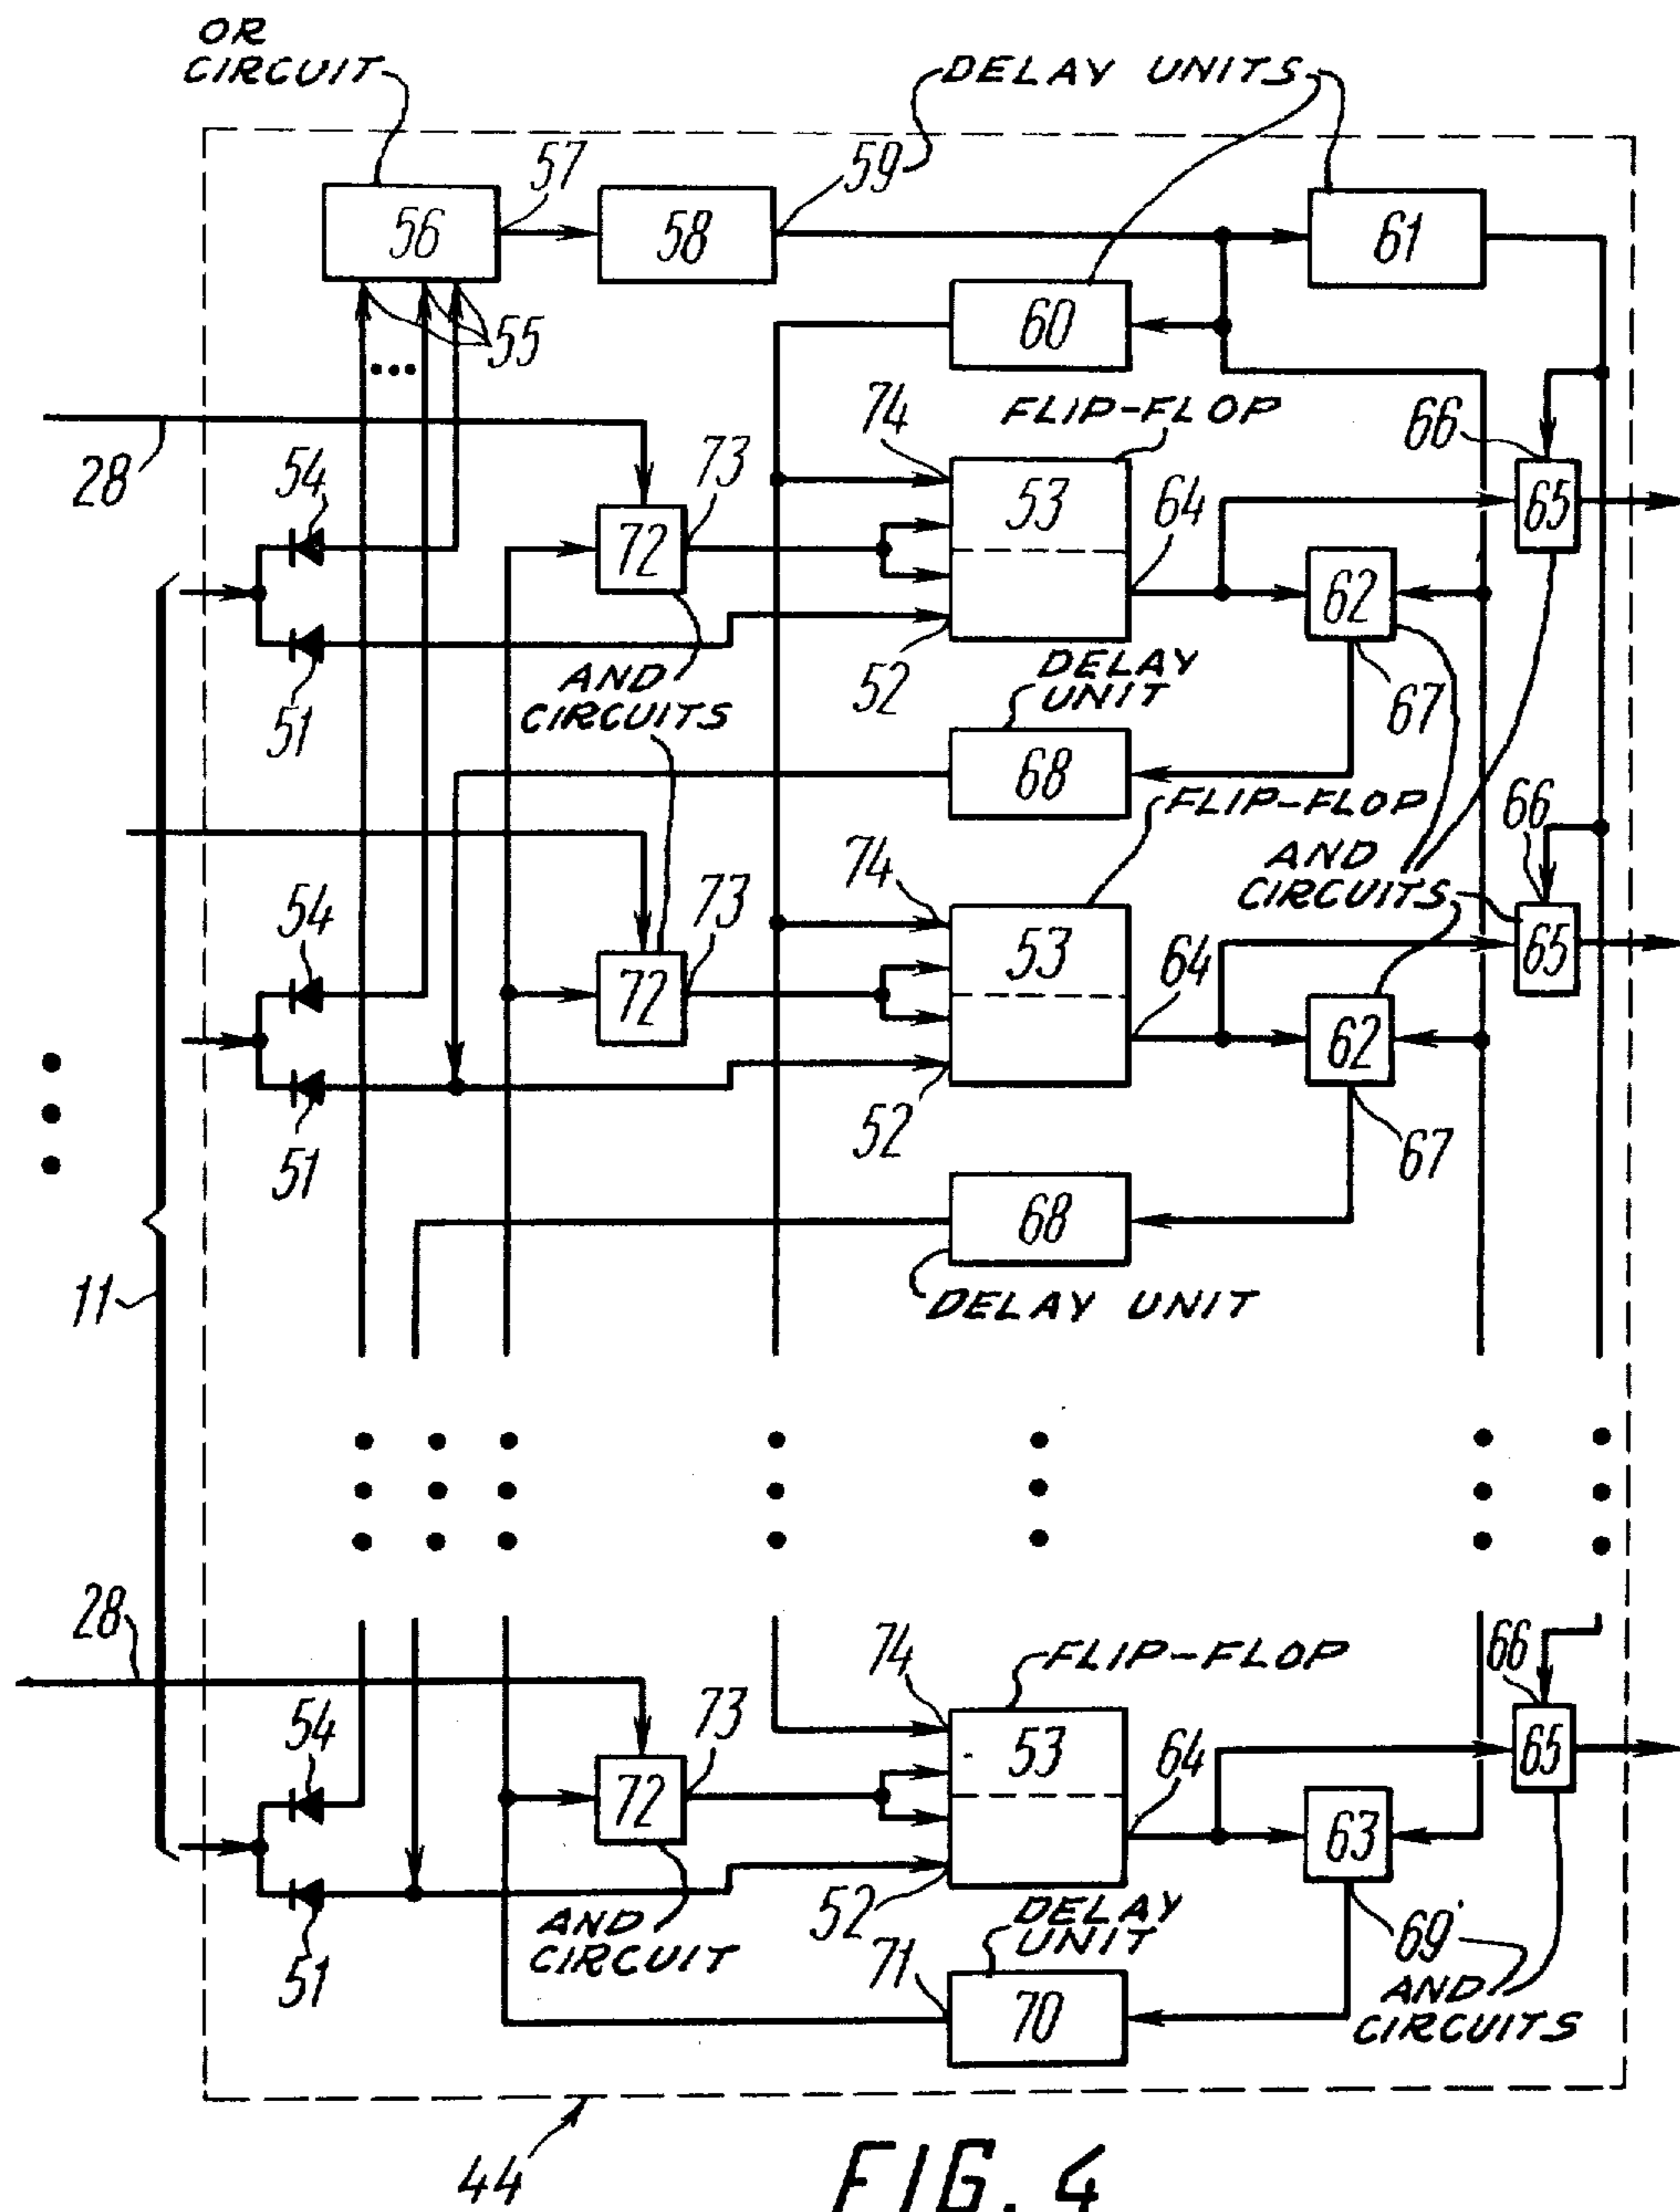 OR
CIRCUIT
DELAY UNITS
57
59
56
58
61
60
55
...
28
54
73
74
FLIP-FLOP
66
72
53
64
65
62
51
AND
CIRCUITS
52
DELAY
UNIT
67
68
FLIP-FLOP
66
74
AND
CIRCUITS
54
73
53
64
65
72
62
51
52
67
68
11
DELAY UNIT
28
74
FLIP-FLOP
66
54
73
53
64
65
72
63
51
AND
CIRCUIT
52
DELAY
UNIT
69'
71
70
AND
CIRCUITS
44
FIG. 4